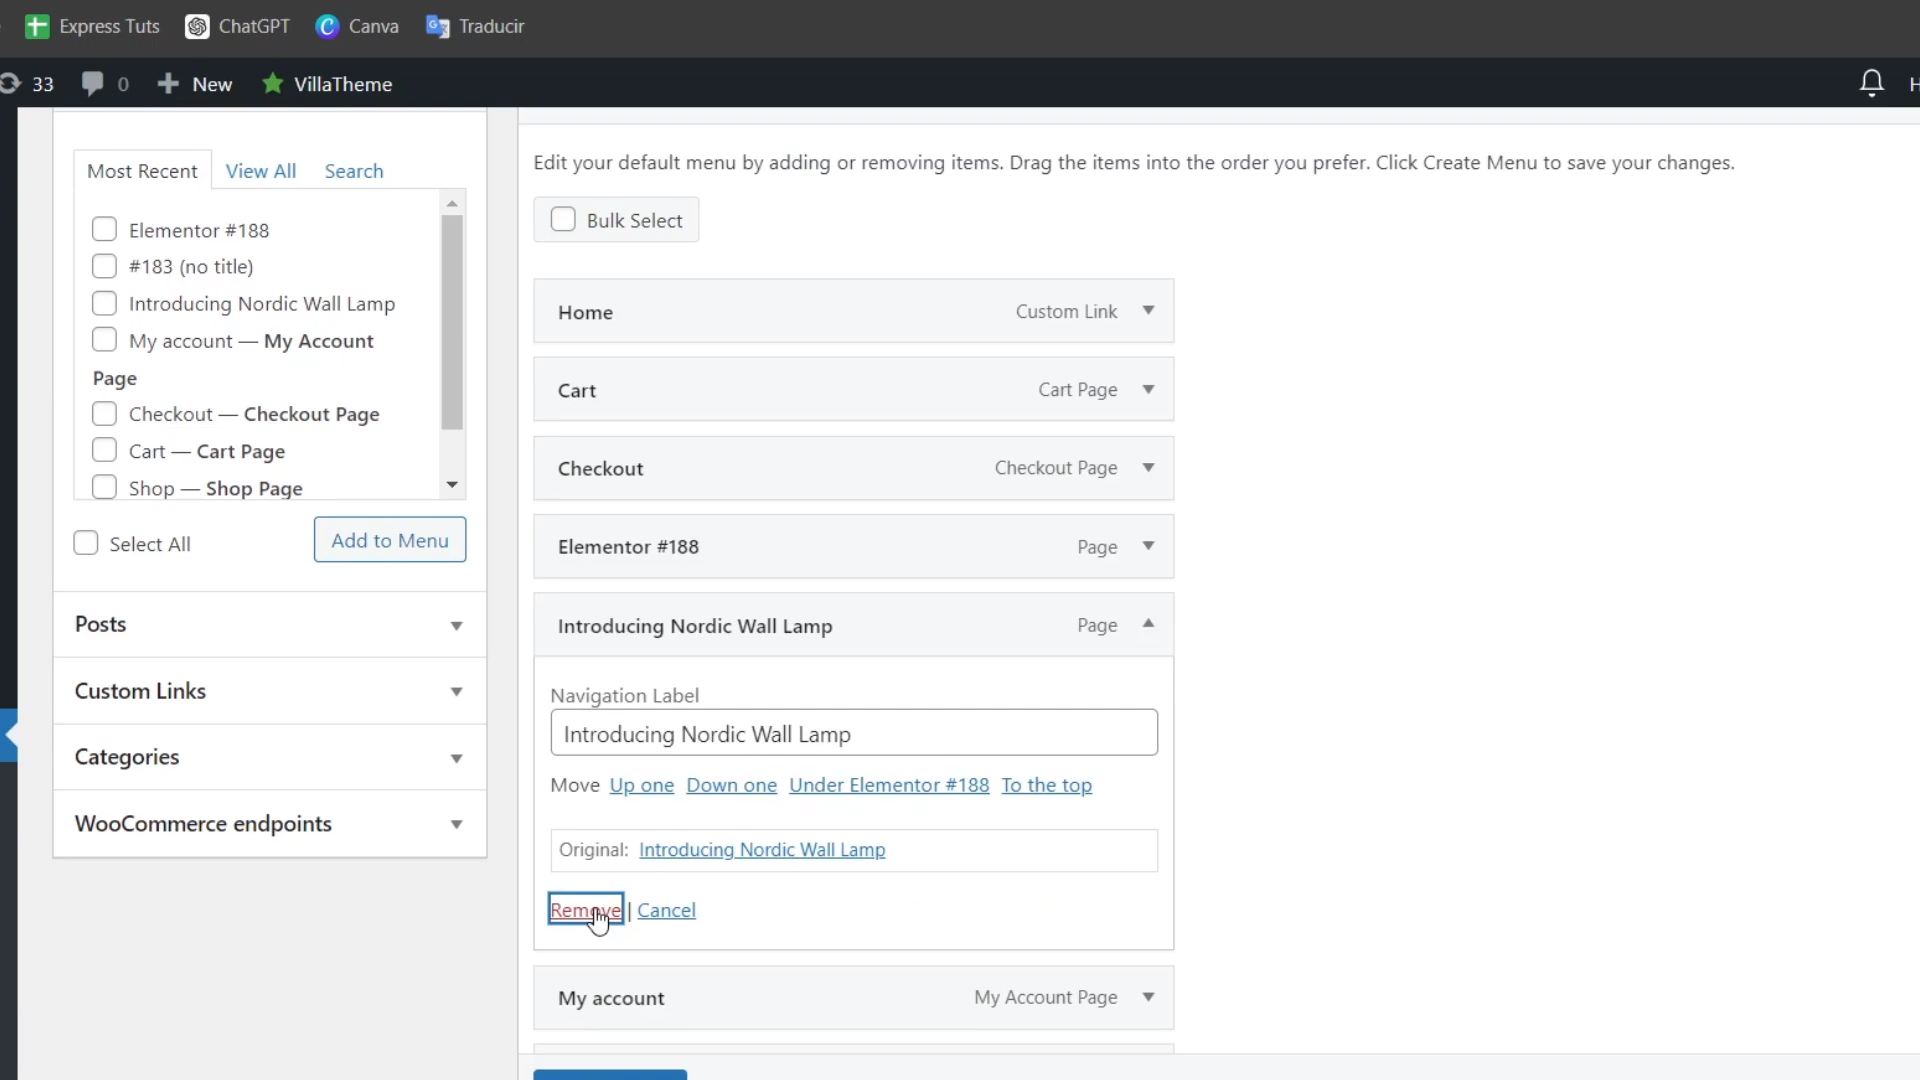 Express Tuts ChatGPT Canva Traducir
33 0 New VillaTheme
Most Recent View All Search
Elementor #188
#183 (no title)
Introducing Nordic Wall Lamp
My account — My Account
Page
Checkout — Checkout Page
Cart — Cart Page
Shop — Shop Page
Select All Add to Menu
Posts
Custom Links
Categories
WooCommerce endpoints
Edit your default menu by adding or removing items. Drag the items into the order you prefer. Click Create Menu to save your changes.
Bulk Select
Home Custom Link
Cart Cart Page
Checkout Checkout Page
Elementor #188 Page
Introducing Nordic Wall Lamp Page
Navigation Label
Introducing Nordic Wall Lamp
Move Up one Down one Under Elementor #188 To the top
Original: Introducing Nordic Wall Lamp
Remove | Cancel
My account My Account Page